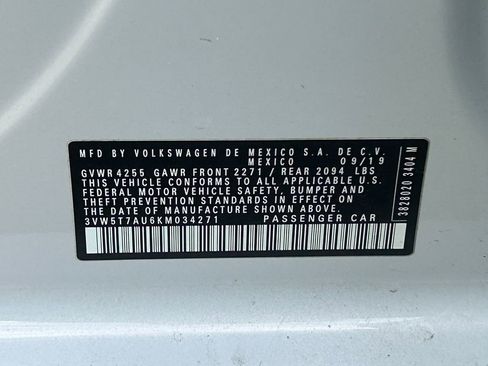 MFD BY VOLKSWAGEN DE MEXICO S.A. DE C.V.
MEXICO 09/19
GVWR 4255 GAWR FRONT 2271 / REAR 2094 LBS
THIS VEHICLE CONFORMS TO ALL APPLICABLE U.S.
FEDERAL MOTOR VEHICLE SAFETY, BUMPER AND
THEFT PREVENTION STANDARDS IN EFFECT ON THE
DATE OF MANUFACTURE SHOWN ABOVE.
3VW5T7AU6KM034271 PASSENGER CAR
3828020 3404 M